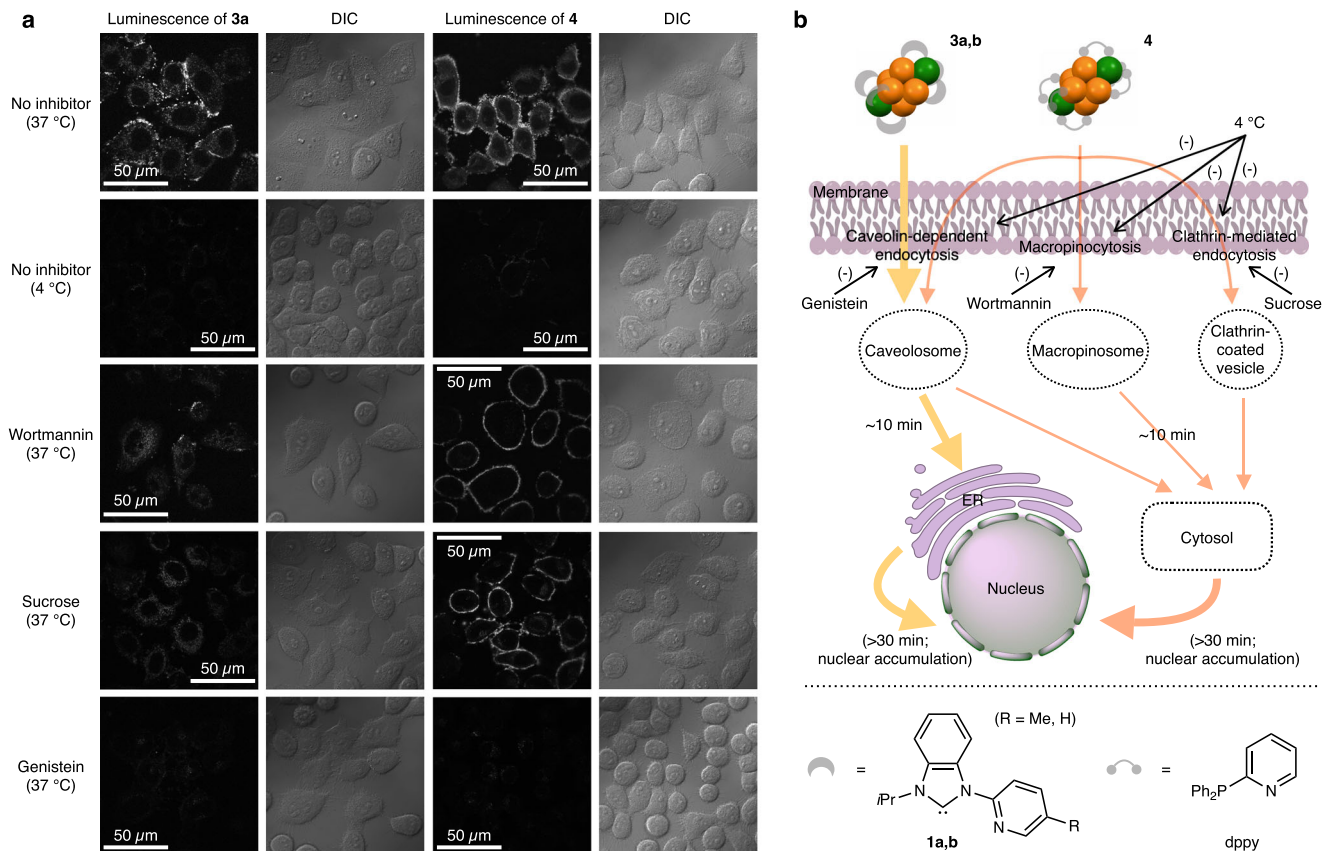 a
Luminescence of 3a
DIC
Luminescence of 4
DIC
No inhibitor
(37 °C)
50 µm
50 µm
No inhibitor
(4 °C)
50 µm
50 µm
Wortmannin
(37 °C)
50 µm
50 µm
Sucrose
(37 °C)
50 µm
50 µm
Genistein
(37 °C)
50 µm
50 µm
b
3a,b
4
4 °C
(-)
(-)
(-)
Membrane
Caveolin-dependent
endocytosis
Macropinocytosis
Clathrin-mediated
endocytosis
(-)
Genistein
(-)
Wortmannin
(-)
Sucrose
Caveolosome
Macropinosome
Clathrin-
coated
vesicle
~10 min
~10 min
ER
Cytosol
Nucleus
(>30 min;
nuclear accumulation)
(>30 min;
nuclear accumulation)
(R = Me, H)
=
iPr
N
N
N
R
1a,b
=
Ph2P
N
dppy